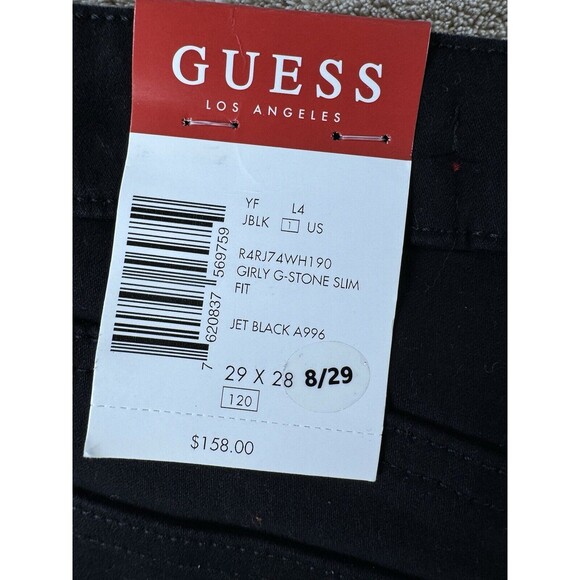 GUESS
LOS ANGELES
YF L4
JBLK 1 US
R4RJ74WH190
GIRLY G-STONE SLIM
FIT
JET BLACK A996
7 620837 569759
29 X 28 8/29
120
$158.00